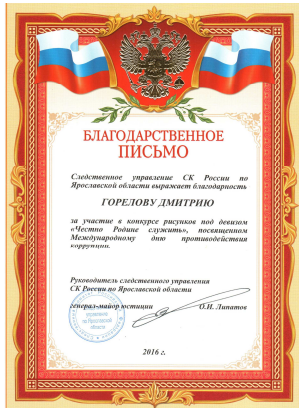 БЛАГОДАРСТВЕННОЕ
ПИСЬМО
Следственное управление СК России по
Ярославской области выражает благодарность
ГОРЕЛОВУ ДМИТРИЮ
за участие в конкурсе рисунков под девизом
«Честно Родине служить», посвященном
Международному дню противодействия
коррупции.
Руководитель следственного управления
СК России по Ярославской области
генерал-майор юстиции О.И. Липатов
2016 г.